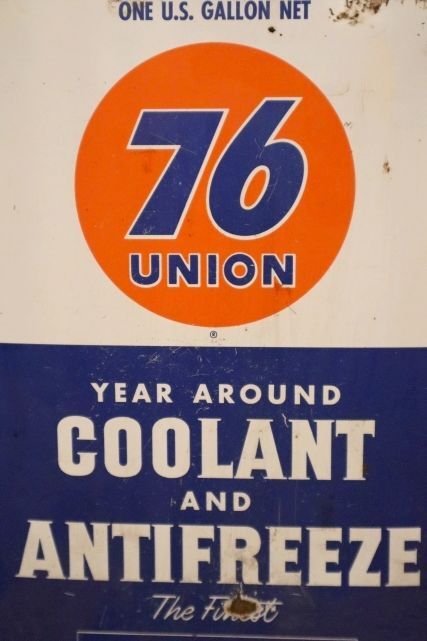 ONE U.S. GALLON NET
76
UNION
®
YEAR AROUND
COOLANT
AND
ANTIFREEZE
The Finest